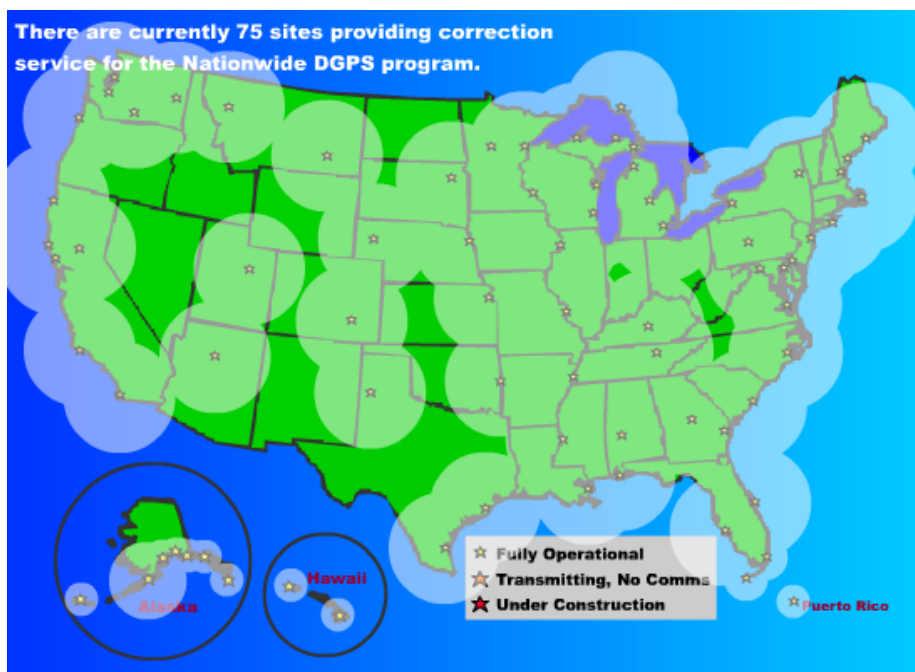 There are currently 75 sites providing correction
service for the Nationwide DGPS program.
Fully Operational
Hawaii
Transmitting, No Comms
Alaska
Under Construction
Puerto Rico